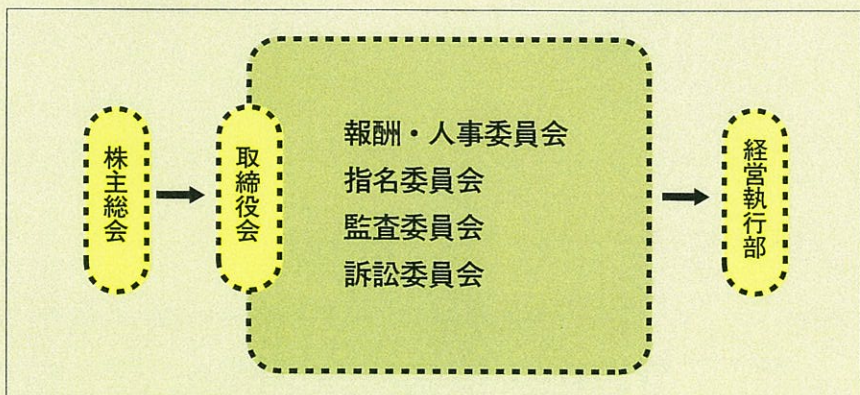 株主総会
取締役会
報酬・人事委員会
指名委員会
監査委員会
訴訟委員会
経営執行部